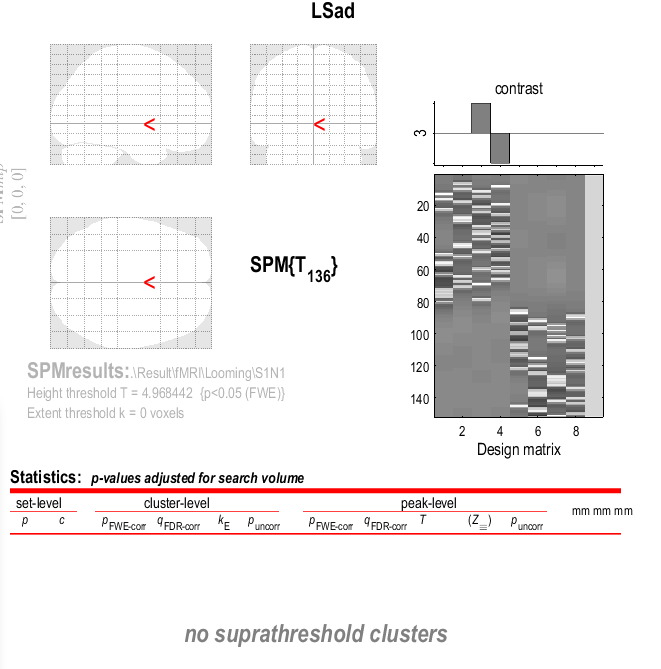 LSad
contrast
3
[0, 0, 0]
SPM{T136}
20
40
60
80
100
120
140
2 4 6 8
Design matrix
SPMresults:.\Result\fMRI\Looming\S1N1
Height threshold T = 4.968442 {p<0.05 (FWE)}
Extent threshold k = 0 voxels
Statistics: p-values adjusted for search volume
set-level cluster-level peak-level
mm mm mm
p c pFWE-corr qFDR-corr kE puncorr pFWE-corr qFDR-corr T (Z≡) puncorr
no suprathreshold clusters